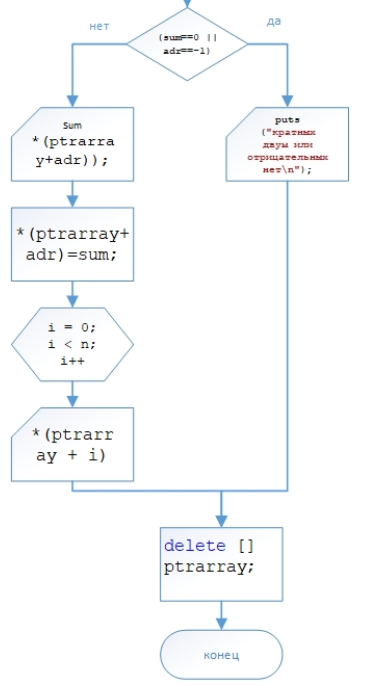 нет
да
(sum==0 ||
adr==-1)
Sum
*(ptrarra
y+adr));
puts
("кратных
двум или
отрицательных
нет\n");
*(ptrarray+
adr)=sum;
i = 0;
i < n;
i++
*(ptrarr
ay + i)
delete []
ptrarray;
конец